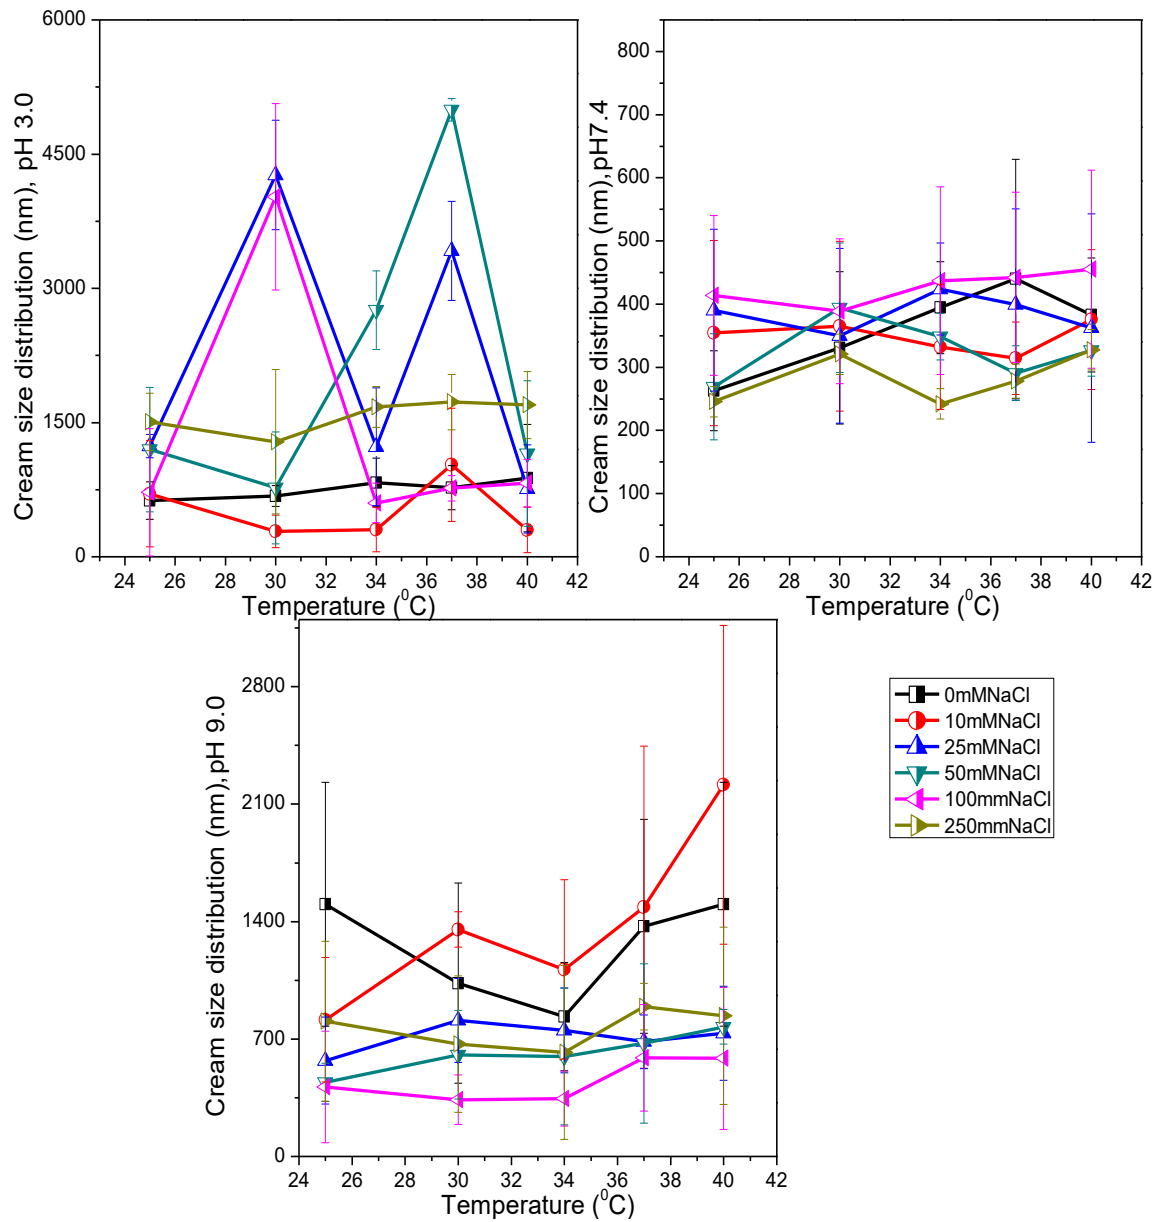 Cream size distribution (nm), pH 3.0
6000
4500
3000
1500
0
24 26 28 30 32 34 36 38 40 42
Temperature (⁰C)
Cream size distribution (nm), pH7.4
800
700
600
500
400
300
200
100
0
24 26 28 30 32 34 36 38 40 42
Temperature (⁰C)
Cream size distribution (nm), pH 9.0
2800
2100
1400
700
0
24 26 28 30 32 34 36 38 40 42
Temperature (⁰C)
0mMNaCl
10mMNaCl
25mMNaCl
50mMNaCl
100mmNaCl
250mmNaCl